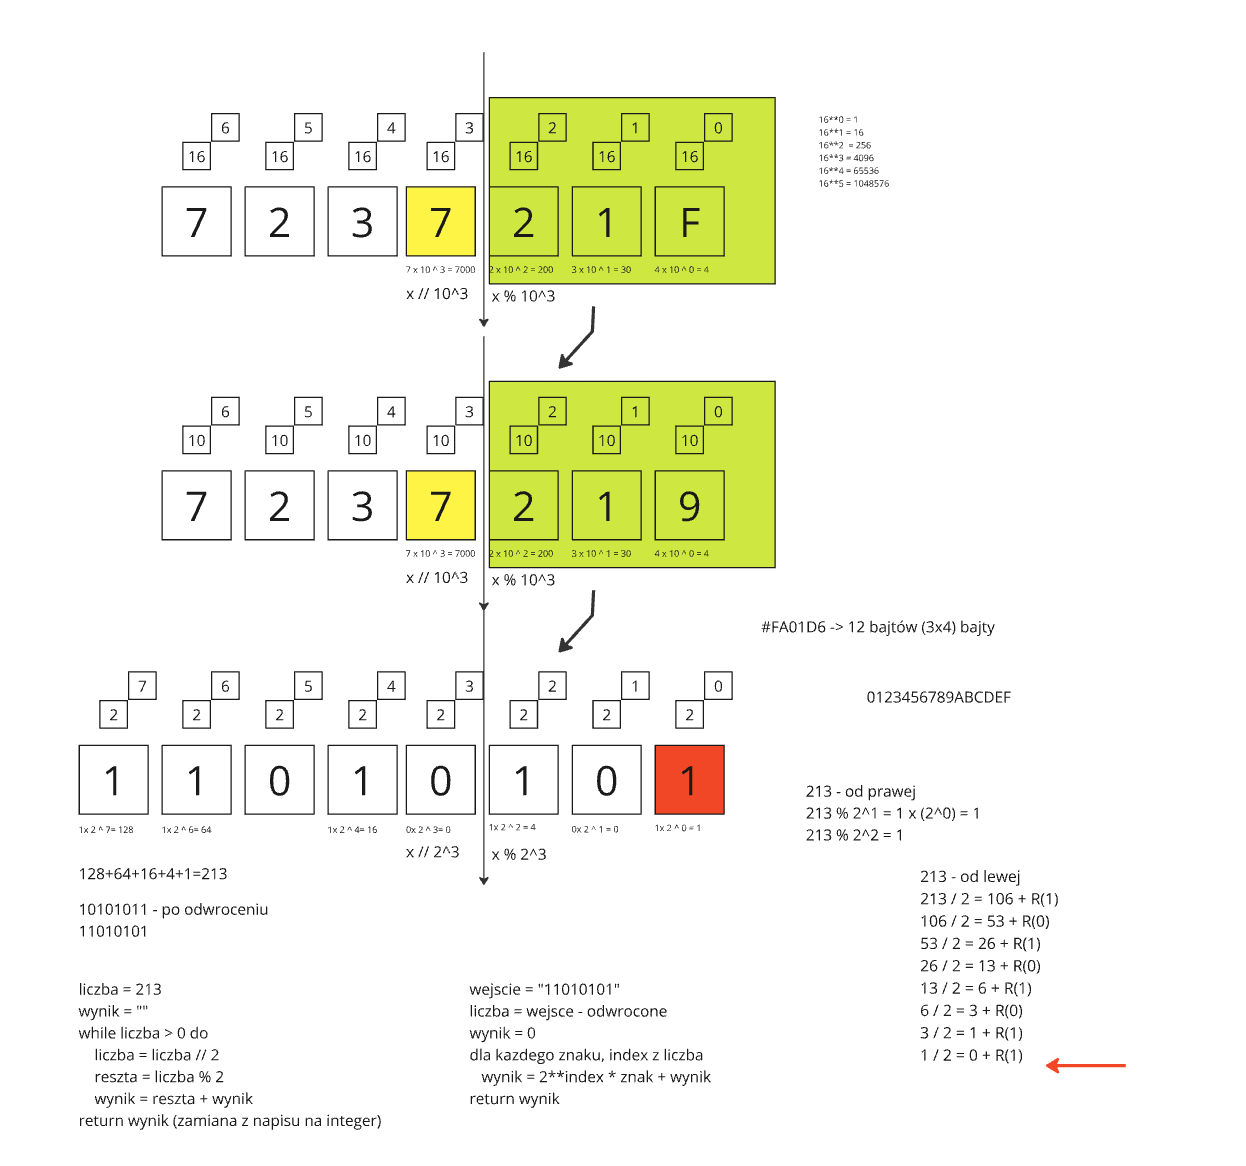 6 5 4 3 2 1 0
16 16 16 16 16 16 16
7 2 3 7 2 1 F
7 x 10 ^ 3 = 7000 2 x 10 ^ 2 = 200 3 x 10 ^ 1 = 30 4 x 10 ^ 0 = 4
x // 10^3 x % 10^3
16**0 = 1
16**1 = 16
16**2 = 256
16**3 = 4096
16**4 = 65536
16**5 = 1048576
6 5 4 3 2 1 0
10 10 10 10 10 10 10
7 2 3 7 2 1 9
7 x 10 ^ 3 = 7000 2 x 10 ^ 2 = 200 3 x 10 ^ 1 = 30 4 x 10 ^ 0 = 4
x // 10^3 x % 10^3
#FA01D6 -> 12 bajtów (3x4) bajty
0123456789ABCDEF
7 6 5 4 3 2 1 0
2 2 2 2 2 2 2 2
1 1 0 1 0 1 0 1
1x 2 ^ 7= 128 1x 2 ^ 6= 64 1x 2 ^ 4= 16 0x 2 ^ 3= 0 1x 2 ^ 2 = 4 0x 2 ^ 1 = 0 1x 2 ^ 0 = 1
x // 2^3 x % 2^3
128+64+16+4+1=213
10101011 - po odwroceniu
11010101
213 - od prawej
213 % 2^1 = 1 x (2^0) = 1
213 % 2^2 = 1
213 - od lewej
213 / 2 = 106 + R(1)
106 / 2 = 53 + R(0)
53 / 2 = 26 + R(1)
26 / 2 = 13 + R(0)
13 / 2 = 6 + R(1)
6 / 2 = 3 + R(0)
3 / 2 = 1 + R(1)
1 / 2 = 0 + R(1)
liczba = 213
wynik = ""
while liczba > 0 do
liczba = liczba // 2
reszta = liczba % 2
wynik = reszta + wynik
return wynik (zamiana z napisu na integer)
wejscie = "11010101"
liczba = wejsce - odwrocone
wynik = 0
dla kazdego znaku, index z liczba
wynik = 2**index * znak + wynik
return wynik